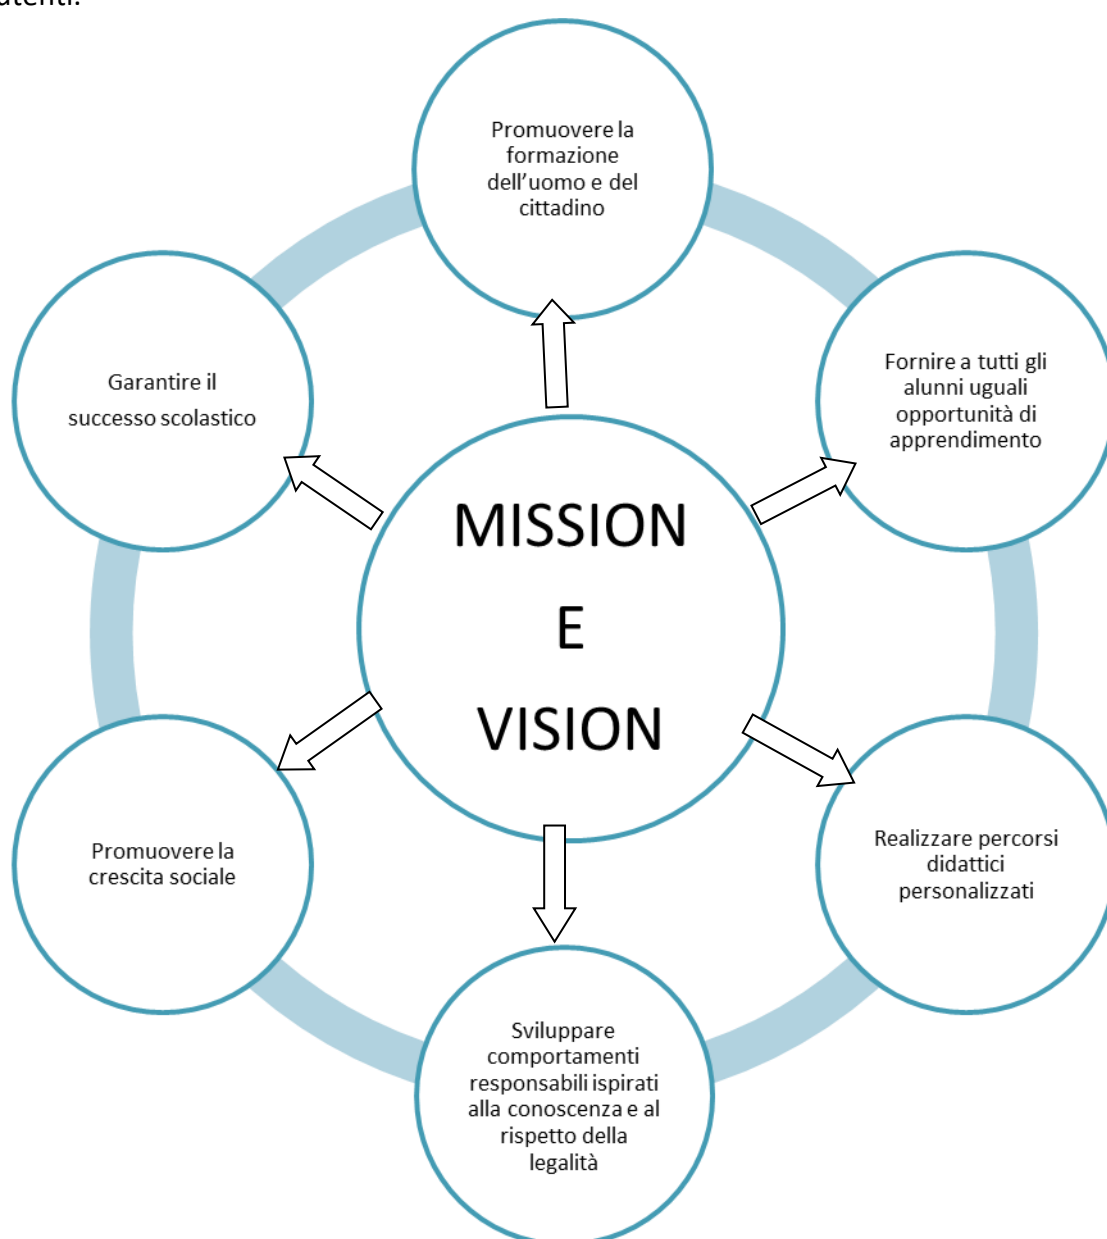 utenti.
Promuovere la
formazione
dell'uomo e del
cittadino
Garantire il
successo scolastico
Fornire a tutti gli
alunni uguali
opportunità di
apprendimento
MISSION
E
VISION
Promuovere la
crescita sociale
Realizzare percorsi
didattici
personalizzati
Sviluppare
comportamenti
responsabili ispirati
alla conoscenza e al
rispetto della
legalità